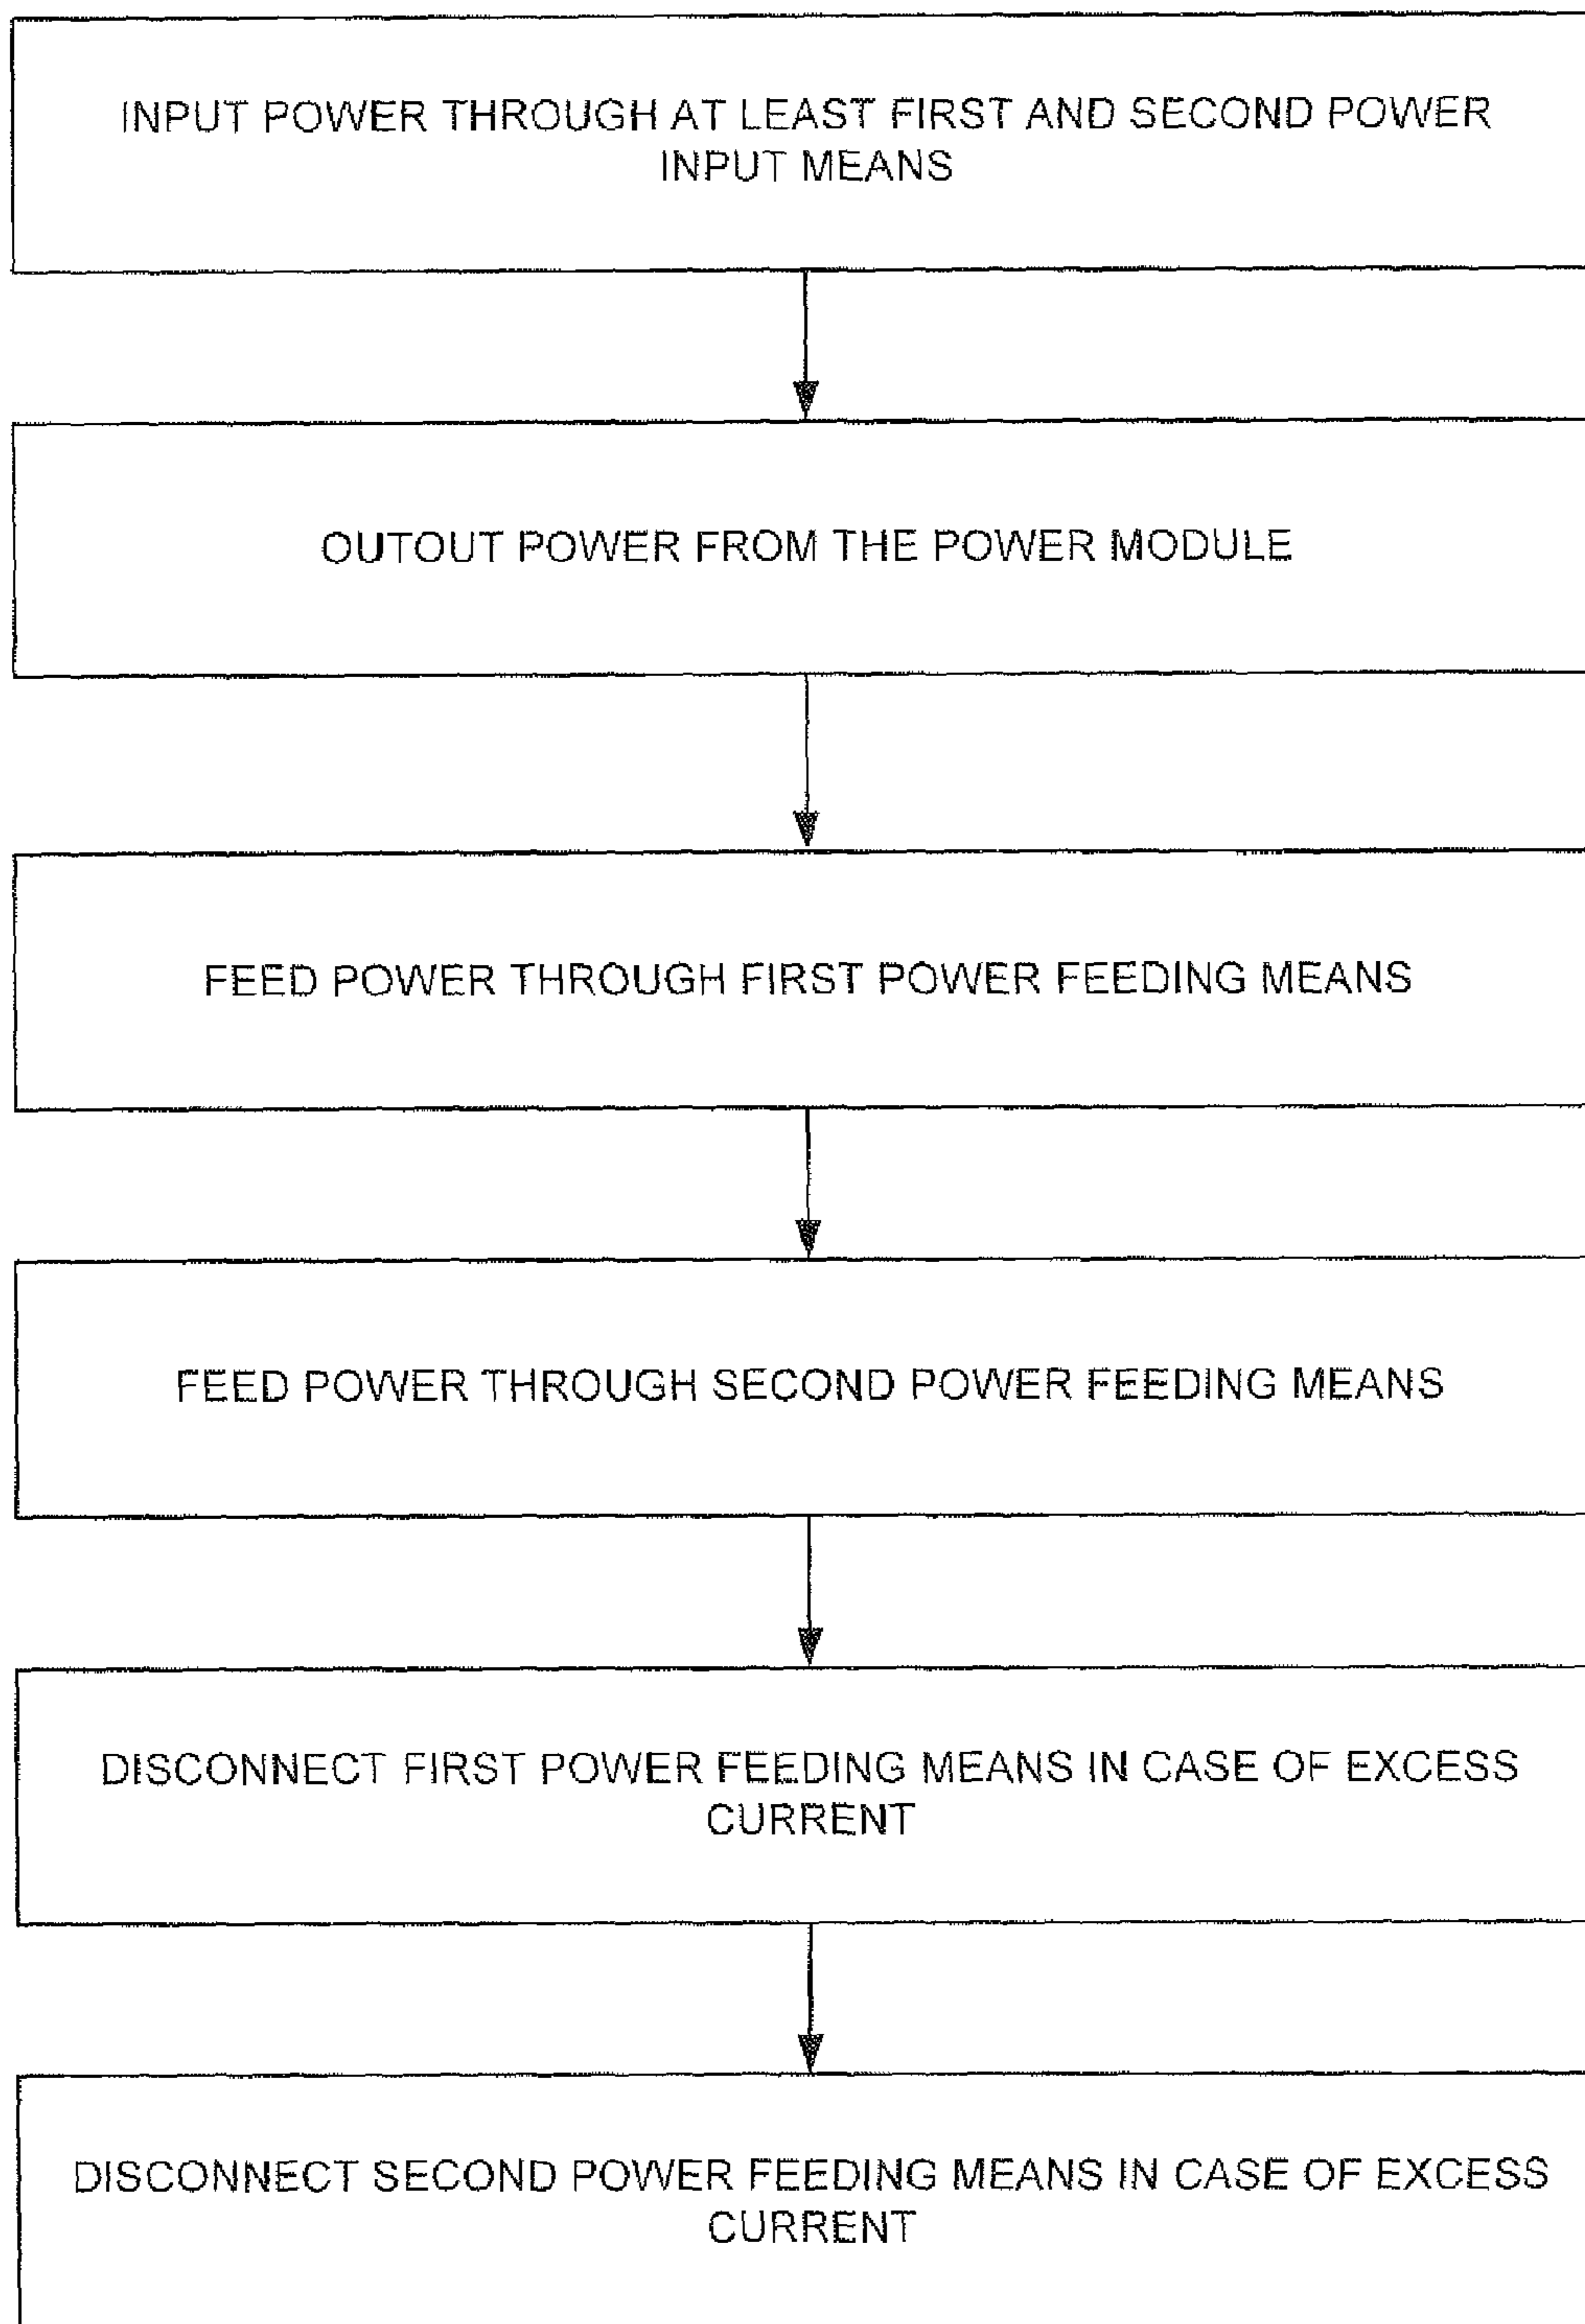 INPUT POWER THROUGH AT LEAST FIRST AND SECOND POWER
INPUT MEANS
OUTOUT POWER FROM THE POWER MODULE
FEED POWER THROUGH FIRST POWER FEEDING MEANS
FEED POWER THROUGH SECOND POWER FEEDING MEANS
DISCONNECT FIRST POWER FEEDING MEANS IN CASE OF EXCESS
CURRENT
DISCONNECT SECOND POWER FEEDING MEANS IN CASE OF EXCESS
CURRENT